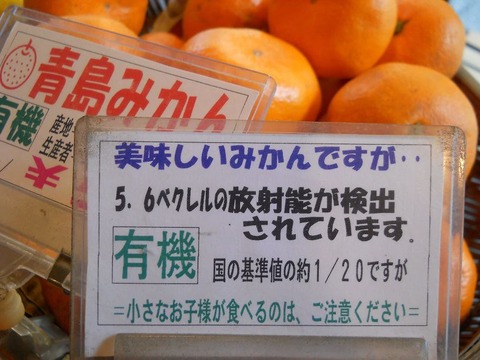 青島みかん
有機
産地
生産者
美味しいみかんですが‥
5．6ベクレルの放射能が検出
されています。
有機
国の基準値の約1／20ですが
＝小さなお子様が食べるのは、ご注意ください＝